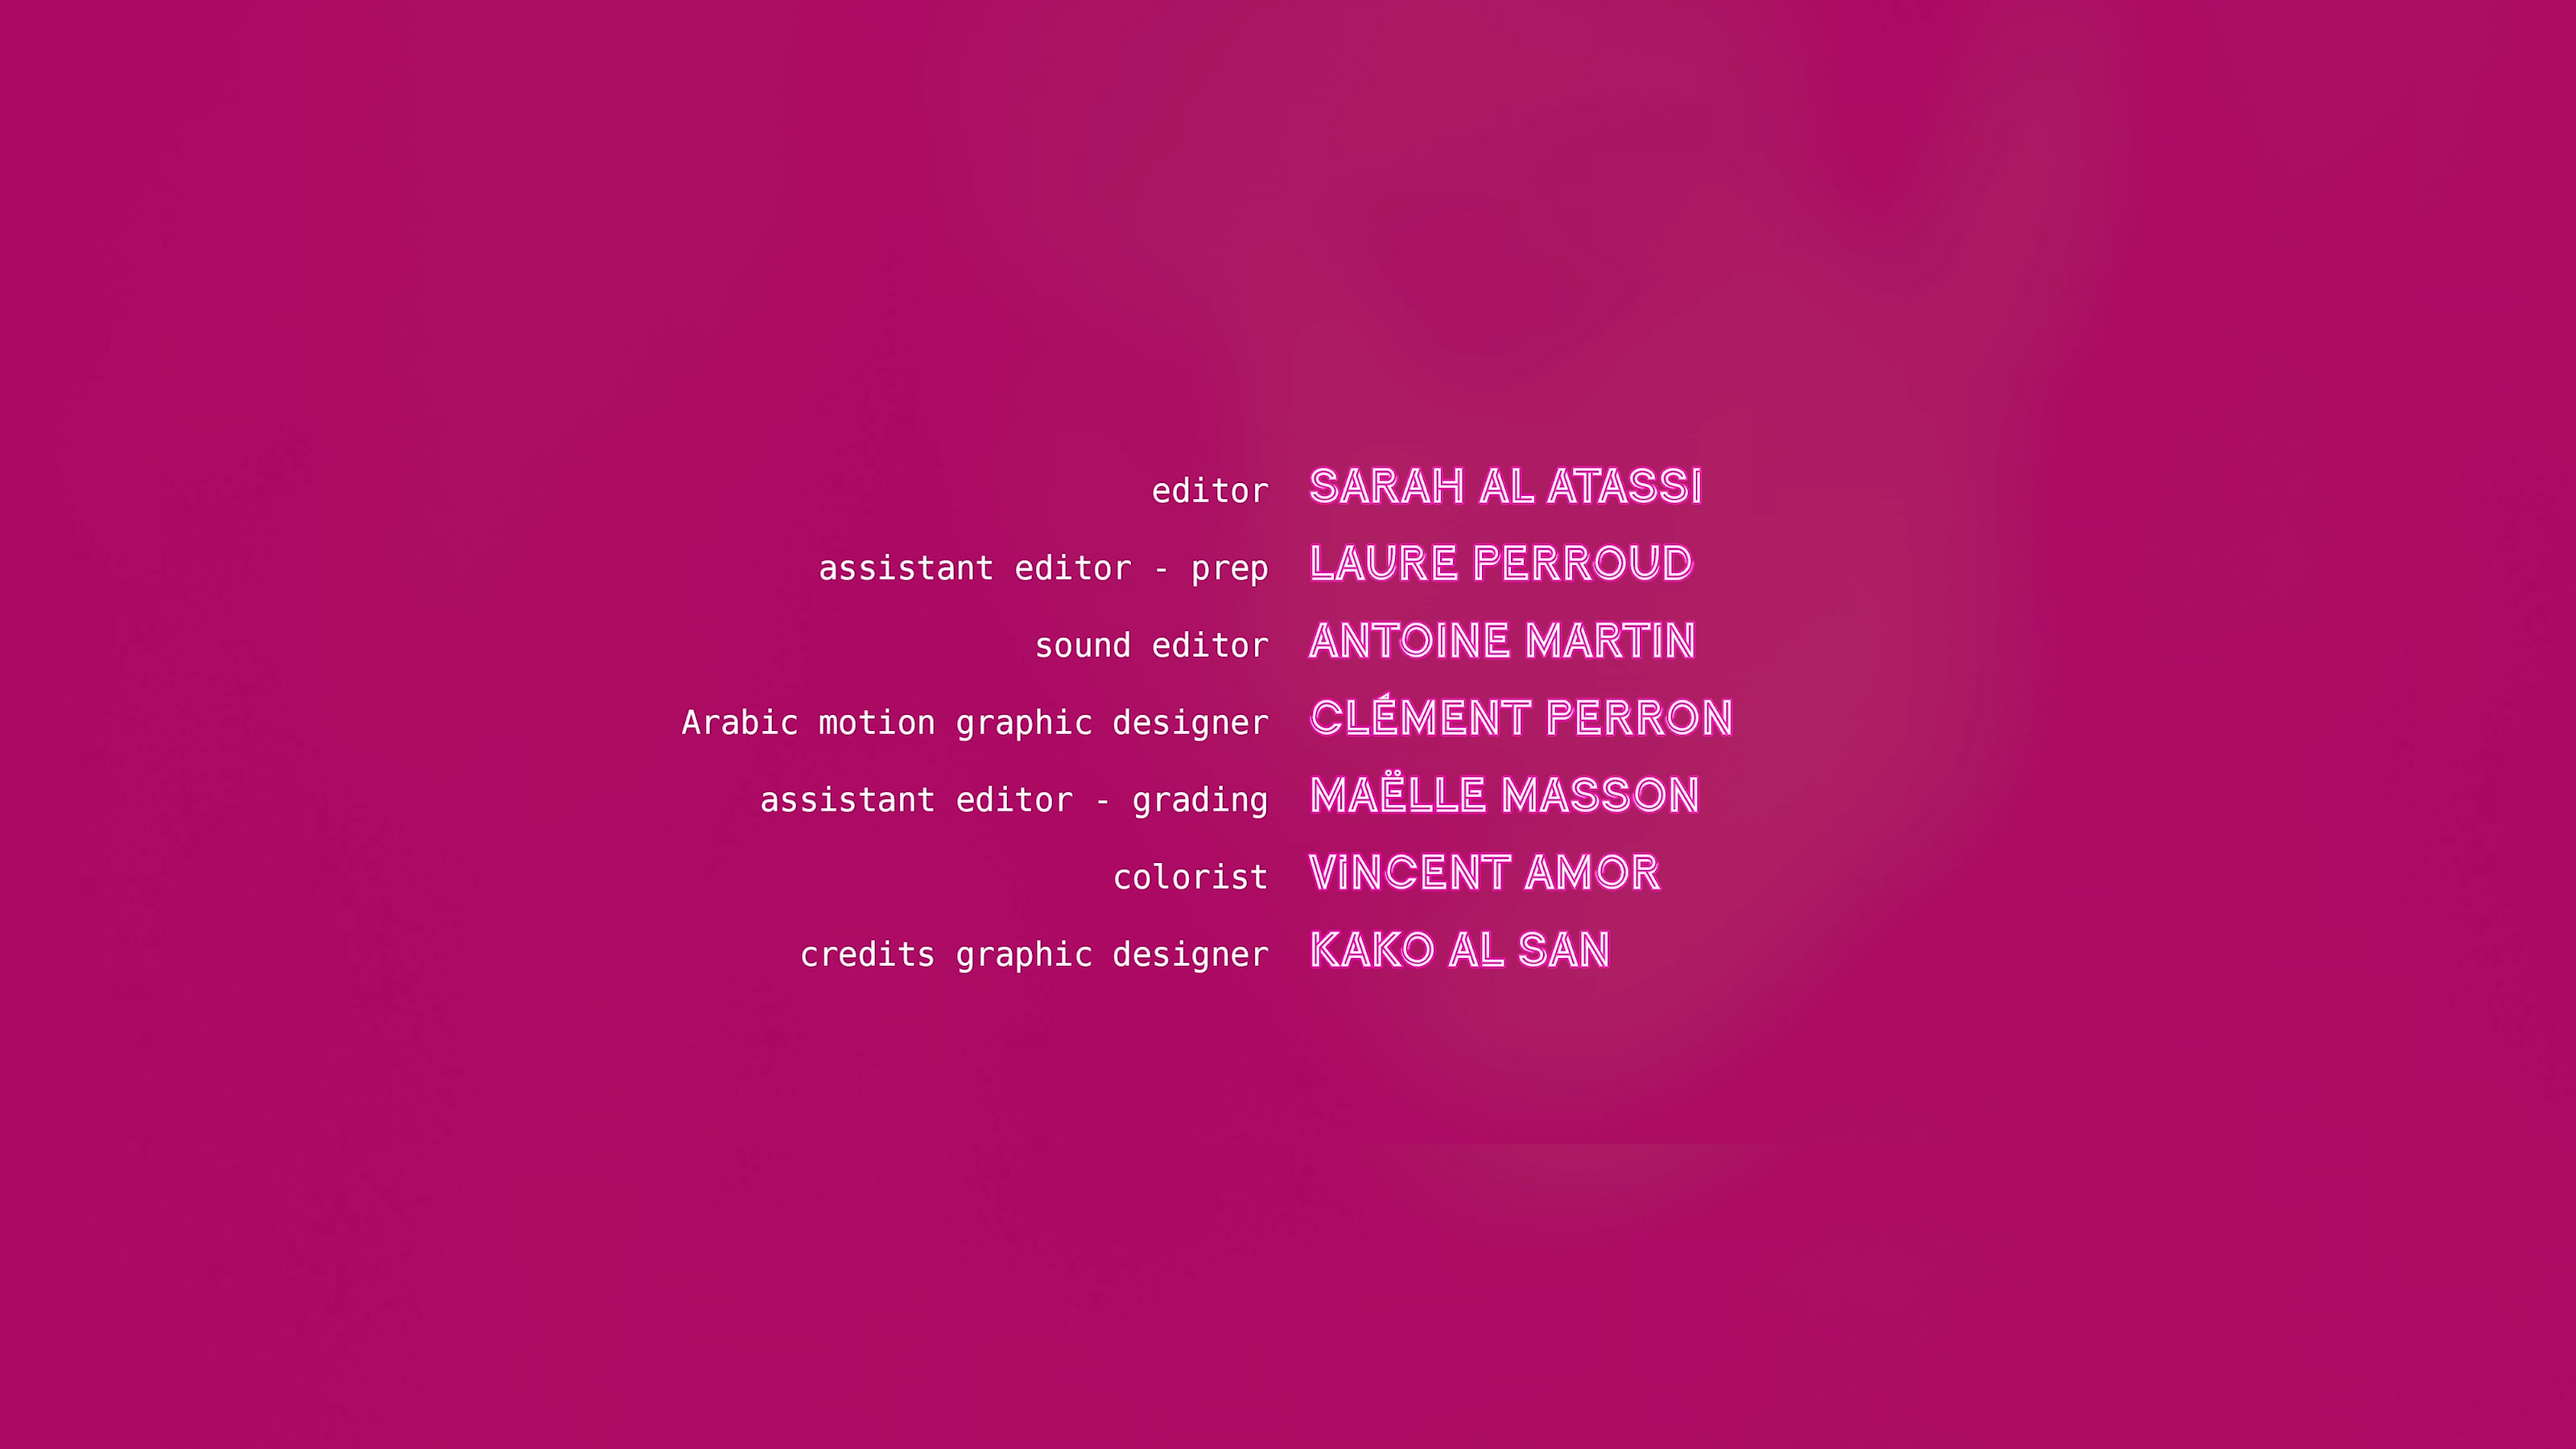 editor SARAH AL ATASSI
assistant editor - prep LAURE PERROUD
sound editor ANTOINE MARTIN
Arabic motion graphic designer CLÉMENT PERRON
assistant editor - grading MAËLLE MASSON
colorist VINCENT AMOR
credits graphic designer KAKO AL SAN